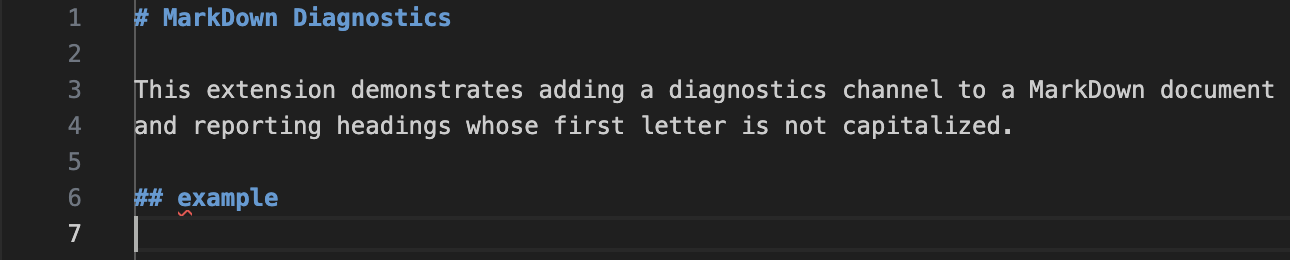 1 # MarkDown Diagnostics
2
3 This extension demonstrates adding a diagnostics channel to a MarkDown document
4 and reporting headings whose first letter is not capitalized.
5
6 ## example
7